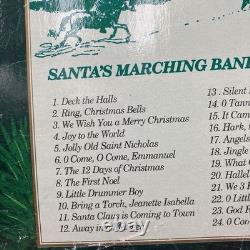 SANTA'S MARCHING BAND
1. Deck the Halls
2. Ring, Christmas Bells
3. We Wish You a Merry Christmas
4. Joy to the World
5. Jolly Old Saint Nicholas
6. O Come, O Come, Emmanuel
7. The 12 Days of Christmas
8. The First Noel
9. Little Drummer Boy
10. Bring a Torch, Jeanette Isabella
11. Santa Claus is Coming to Town
12. Away in a
13. Silent
14. O Tann
15. It Cam
16. Hark,
17. Angels
18. Jingle
19. What
20. Hallel
21. We 3
22. O Co
23. O
24. O